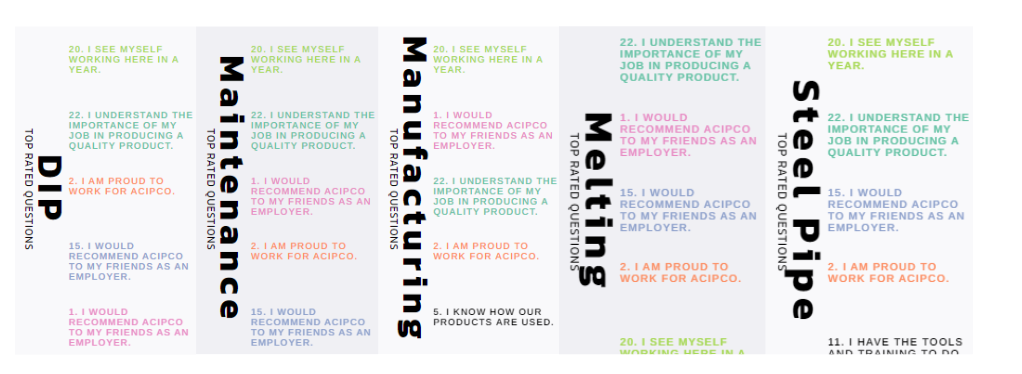 DIP
TOP RATED QUESTIONS
20. I SEE MYSELF
WORKING HERE IN A
YEAR.
22. I UNDERSTAND THE
IMPORTANCE OF MY
JOB IN PRODUCING A
QUALITY PRODUCT.
2. I AM PROUD TO
WORK FOR ACIPCO.
15. I WOULD
RECOMMEND ACIPCO
TO MY FRIENDS AS AN
EMPLOYER.
1. I WOULD
RECOMMEND ACIPCO
TO MY FRIENDS AS AN
EMPLOYER.
Maintenance
TOP RATED QUESTIONS
20. I SEE MYSELF
WORKING HERE IN A
YEAR.
22. I UNDERSTAND THE
IMPORTANCE OF MY
JOB IN PRODUCING A
QUALITY PRODUCT.
1. I WOULD
RECOMMEND ACIPCO
TO MY FRIENDS AS AN
EMPLOYER.
2. I AM PROUD TO
WORK FOR ACIPCO.
15. I WOULD
RECOMMEND ACIPCO
TO MY FRIENDS AS AN
EMPLOYER.
Manufacturing
TOP RATED QUESTIONS
20. I SEE MYSELF
WORKING HERE IN A
YEAR.
1. I WOULD
RECOMMEND ACIPCO
TO MY FRIENDS AS AN
EMPLOYER.
22. I UNDERSTAND THE
IMPORTANCE OF MY
JOB IN PRODUCING A
QUALITY PRODUCT.
2. I AM PROUD TO
WORK FOR ACIPCO.
5. I KNOW HOW OUR
PRODUCTS ARE USED.
Melting
TOP RATED QUESTIONS
22. I UNDERSTAND THE
IMPORTANCE OF MY
JOB IN PRODUCING A
QUALITY PRODUCT.
1. I WOULD
RECOMMEND ACIPCO
TO MY FRIENDS AS AN
EMPLOYER.
15. I WOULD
RECOMMEND ACIPCO
TO MY FRIENDS AS AN
EMPLOYER.
2. I AM PROUD TO
WORK FOR ACIPCO.
20. I SEE MYSELF
WORKING HERE IN A
Steel Pipe
TOP RATED QUESTIONS
20. I SEE MYSELF
WORKING HERE IN A
YEAR.
22. I UNDERSTAND THE
IMPORTANCE OF MY
JOB IN PRODUCING A
QUALITY PRODUCT.
15. I WOULD
RECOMMEND ACIPCO
TO MY FRIENDS AS AN
EMPLOYER.
2. I AM PROUD TO
WORK FOR ACIPCO.
11. I HAVE THE TOOLS
AND TRAINING TO DO